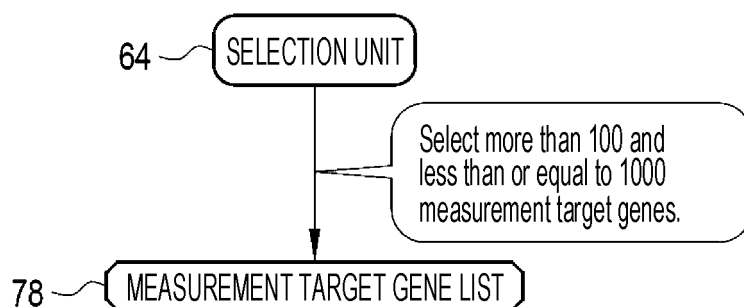 64
SELECTION UNIT
Select more than 100 and
less than or equal to 1000
measurement target genes.
78
MEASUREMENT TARGET GENE LIST